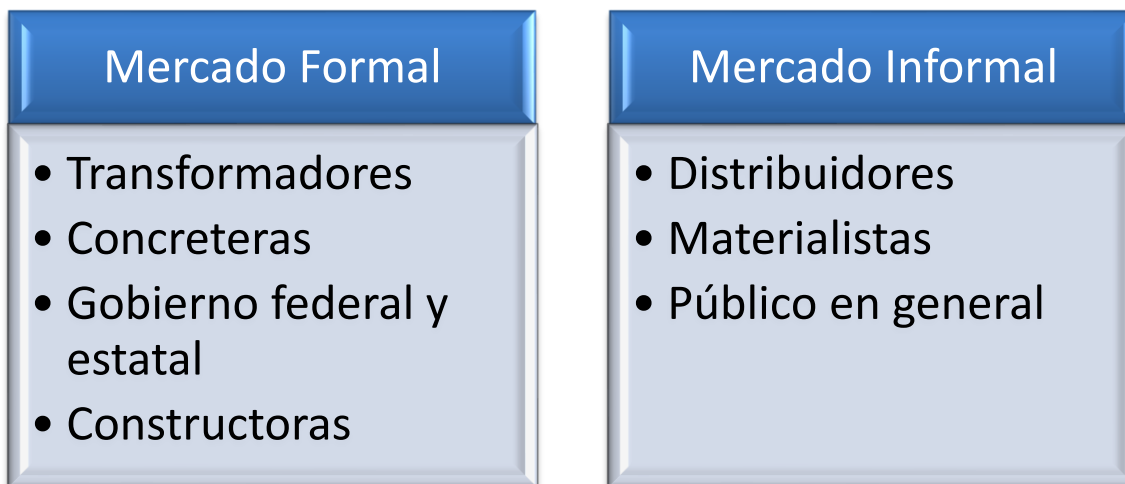 Mercado Formal
• Transformadores
• Concreteras
• Gobierno federal y
estatal
• Constructoras
Mercado Informal
• Distribuidores
• Materialistas
• Público en general